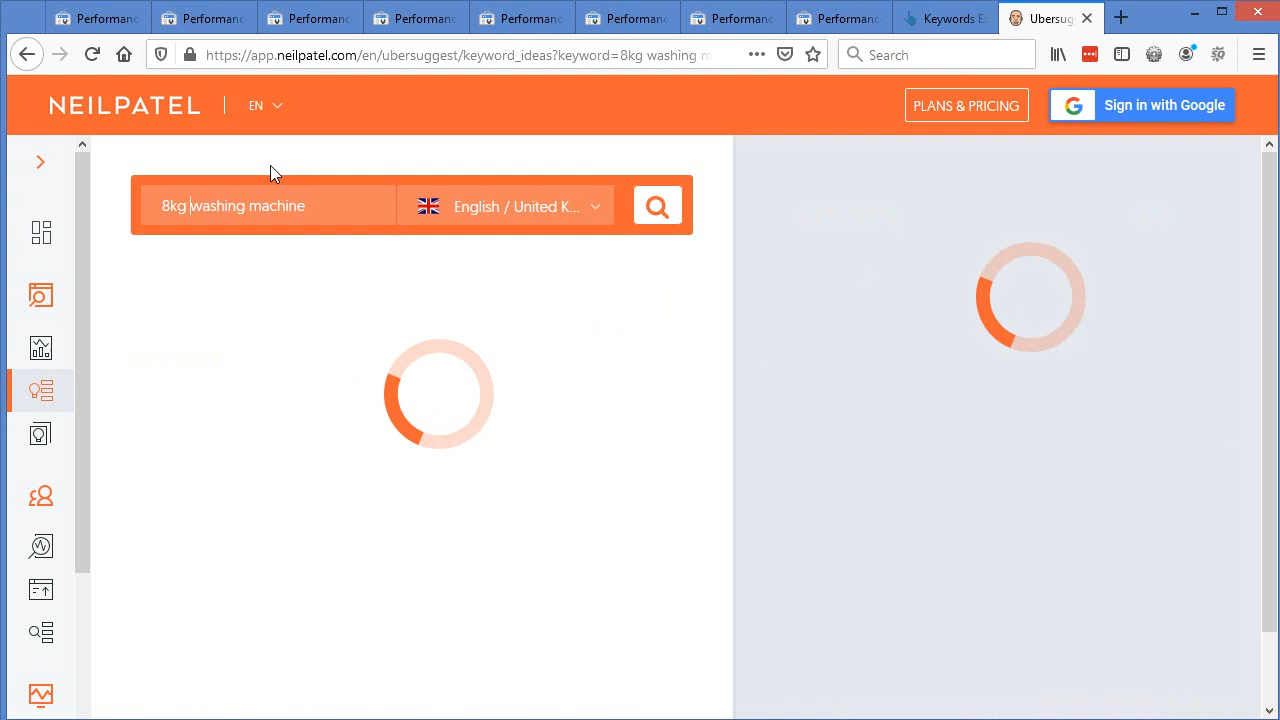 Performanc
Performanc
Performanc
Performanc
Performanc
Performanc
Performanc
Performanc
Keywords E
Ubersug
https://app.neilpatel.com/en/ubersuggest/keyword_ideas?keyword=8kg washing m
Search
NEILPATEL
EN
PLANS & PRICING
G
Sign in with Google
8kg washing machine
English / United K...